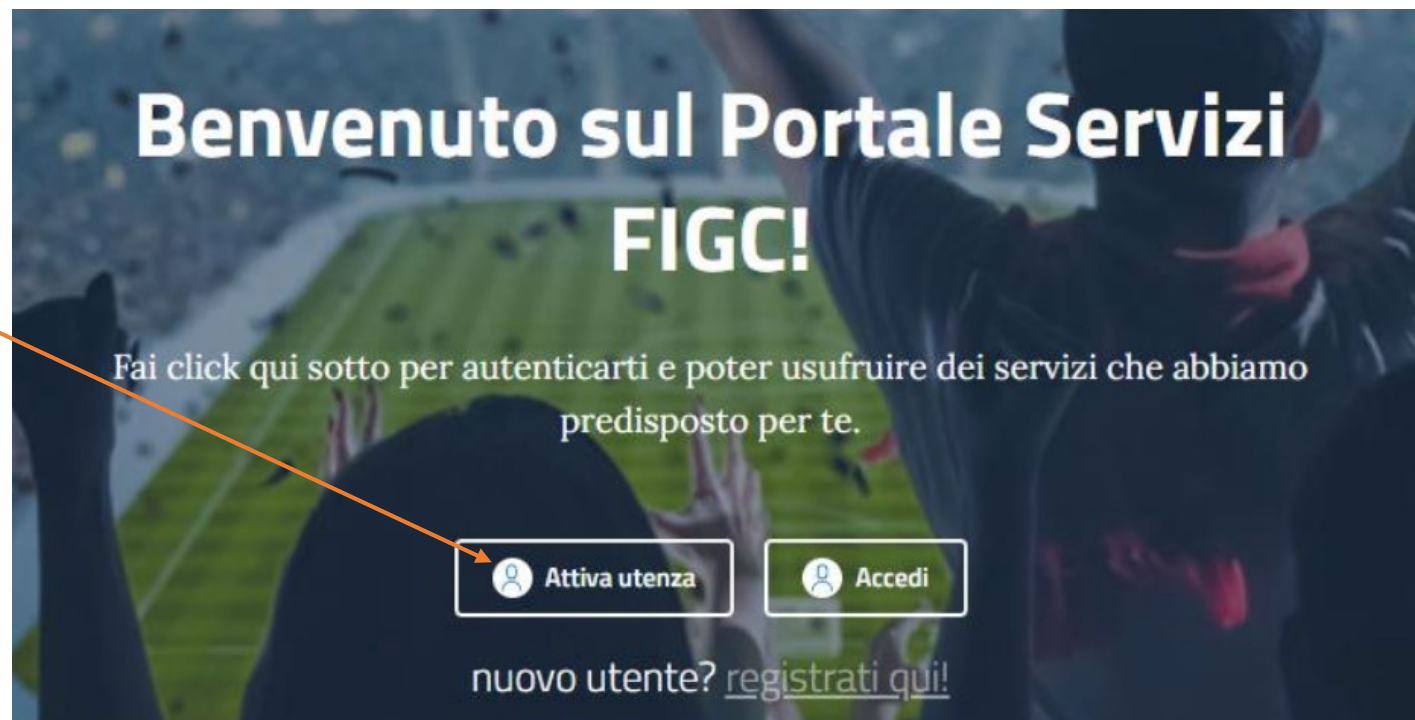 Benvenuto sul Portale Servizi
FIGC!
Fai click qui sotto per autenticarti e poter usufruire dei servizi che abbiamo
predisposto per te.
Attiva utenza
Accedi
nuovo utente? registrati qui!